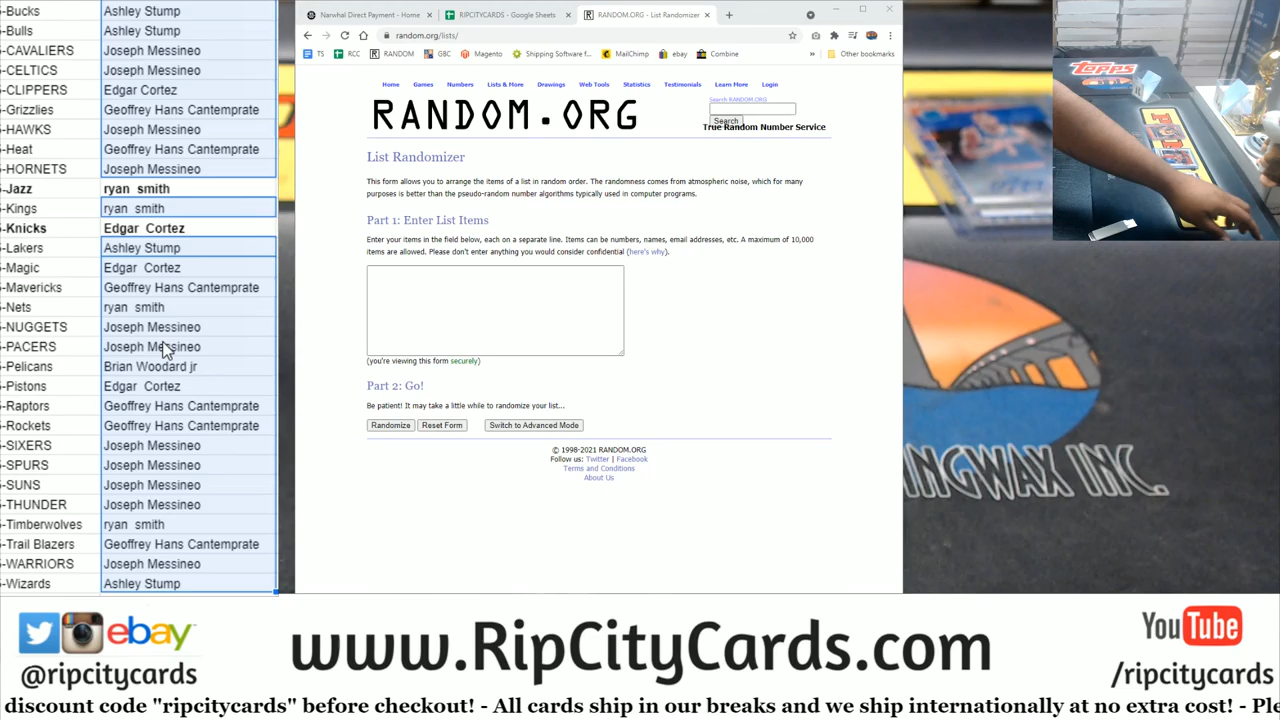 -Bucks Ashley Stump
-Bulls Ashley Stump
-CAVALIERS Joseph Messineo
-CELTICS Joseph Messineo
-CLIPPERS Edgar Cortez
-Grizzlies Geoffrey Hans Cantemprate
-HAWKS Joseph Messineo
-Heat Geoffrey Hans Cantemprate
-HORNETS Joseph Messineo
-Jazz ryan smith
-Kings ryan smith
-Knicks Edgar Cortez
-Lakers Ashley Stump
-Magic Edgar Cortez
-Mavericks Geoffrey Hans Cantemprate
-Nets ryan smith
-NUGGETS Joseph Messineo
-PACERS Joseph Messineo
-Pelicans Brian Woodard jr
-Pistons Edgar Cortez
-Raptors Geoffrey Hans Cantemprate
-Rockets Geoffrey Hans Cantemprate
-SIXERS Joseph Messineo
-SPURS Joseph Messineo
-SUNS Joseph Messineo
-THUNDER Joseph Messineo
-Timberwolves ryan smith
-Trail Blazers Geoffrey Hans Cantemprate
-WARRIORS Joseph Messineo
-Wizards Ashley Stump
Narwhal Direct Payment - Home
RIPCITYCARDS - Google Sheets
RANDOM.ORG - List Randomizer
random.org/lists/
TS RCC RANDOM GBC Magento Shipping Software f... MailChimp ebay Combine » Other bookmarks
Home Games Numbers Lists & More Drawings Web Tools Statistics Testimonials Learn More Login
RANDOM.ORG
Search RANDOM.ORG
Search
True Random Number Service
List Randomizer
This form allows you to arrange the items of a list in random order. The randomness comes from atmospheric noise, which for many
purposes is better than the pseudo-random number algorithms typically used in computer programs.
Part 1: Enter List Items
Enter your items in the field below, each on a separate line. Items can be numbers, names, email addresses, etc. A maximum of 10,000
items are allowed. Please don't enter anything you would consider confidential (here's why).
(you're viewing this form securely)
Part 2: Go!
Be patient! It may take a little while to randomize your list...
Randomize Reset Form Switch to Advanced Mode
© 1998-2021 RANDOM.ORG
Follow us: Twitter | Facebook
Terms and Conditions
About Us
Topps
INGWAX INC.
ebay
@ripcitycards
www.RipCityCards.com
YouTube
/ripcitycards
discount code "ripcitycards" before checkout! - All cards ship in our breaks and we ship internationally at no extra cost! - Ple